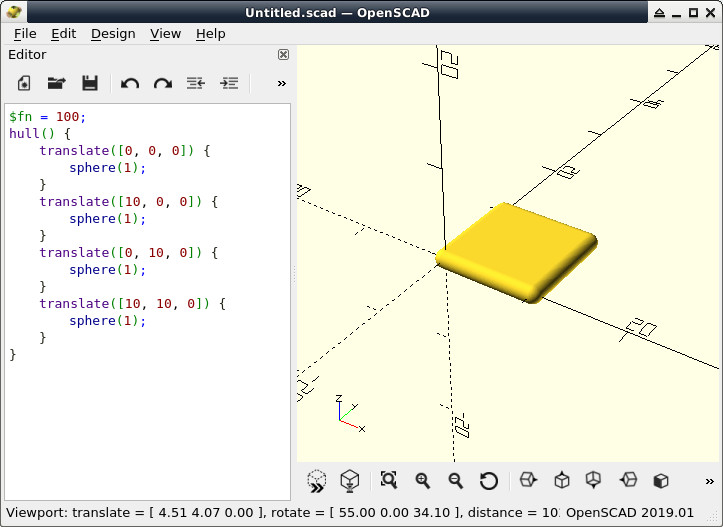 Untitled.scad — OpenSCAD
File Edit Design View Help
Editor
$fn = 100;
hull() {
translate([0, 0, 0]) {
sphere(1);
}
translate([10, 0, 0]) {
sphere(1);
}
translate([0, 10, 0]) {
sphere(1);
}
translate([10, 10, 0]) {
sphere(1);
}
}
20
10
20
-20
z
y
x
Viewport: translate = [ 4.51 4.07 0.00 ], rotate = [ 55.00 0.00 34.10 ], distance = 10 OpenSCAD 2019.01